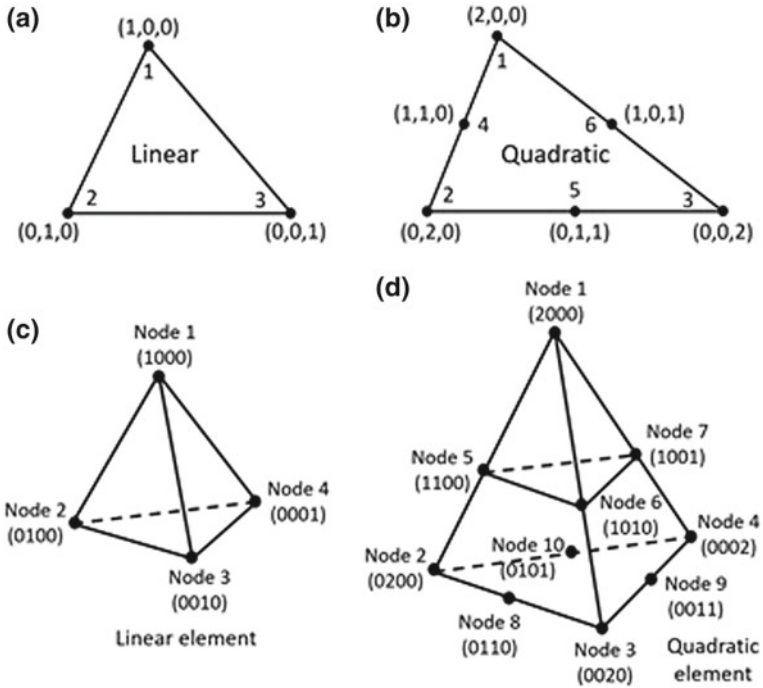 (a)
(1,0,0)
1
Linear
2
3
(0,1,0)
(0,0,1)
(b)
(2,0,0)
1
(1,1,0)
4
6
(1,0,1)
Quadratic
2
5
3
(0,2,0)
(0,1,1)
(0,0,2)
(c)
Node 1
(1000)
Node 2
(0100)
Node 4
(0001)
Node 3
(0010)
Linear element
(d)
Node 1
(2000)
Node 5
(1100)
Node 7
(1001)
Node 6
(1010)
Node 4
(0002)
Node 2
(0200)
Node 10
(0101)
Node 9
(0011)
Node 8
(0110)
Node 3
(0020)
Quadratic
element